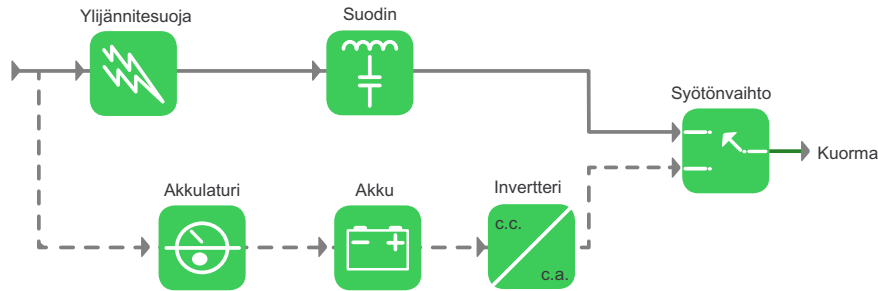 Ylijännitesuoja
Suodin
Syötönvaihto
Kuorma
Akkulaturi
Akku
Invertteri
c.c.
c.a.